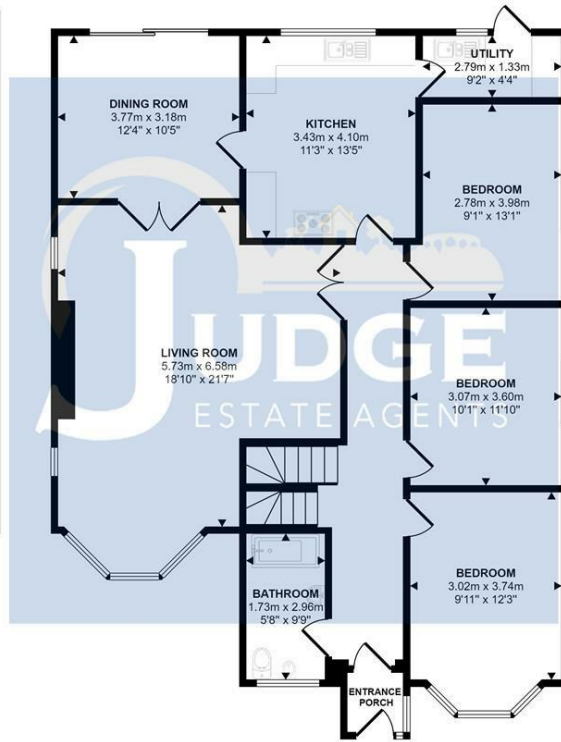 UTILITY
2.79m x 1.33m
9'2" x 4'4"
DINING ROOM
3.77m x 3.18m
12'4" x 10'5"
KITCHEN
3.43m x 4.10m
11'3" x 13'5"
BEDROOM
2.78m x 3.98m
9'1" x 13'1"
JUDGE
ESTATE AGENTS
LIVING ROOM
5.73m x 6.58m
18'10" x 21'7"
BEDROOM
3.07m x 3.60m
10'1" x 11'10"
BATHROOM
1.73m x 2.96m
5'8" x 9'9"
BEDROOM
3.02m x 3.74m
9'11" x 12'3"
ENTRANCE
PORCH